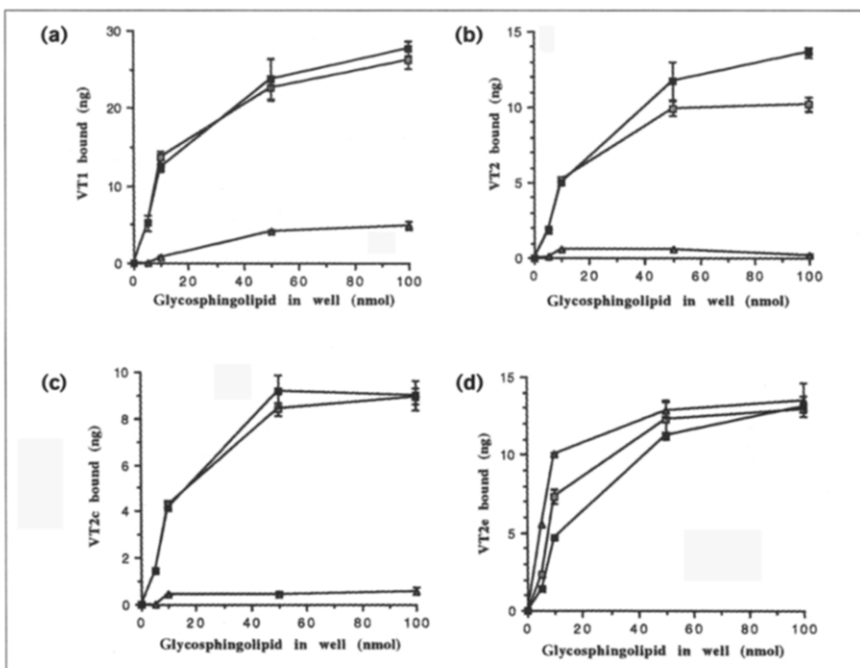 (a)
30
20
10
0
VT1 bound (ng)
0 20 40 60 80 100
Glycosphingolipid in well (nmol)
(b)
15
10
5
0
VT2 bound (ng)
0 20 40 60 80 100
Glycosphingolipid in well (nmol)
(c)
10
8
6
4
2
0
VT2c bound (ng)
0 20 40 60 80 100
Glycosphingolipid in well (nmol)
(d)
15
10
5
0
VT2e bound (ng)
0 20 40 60 80 100
Glycosphingolipid in well (nmol)